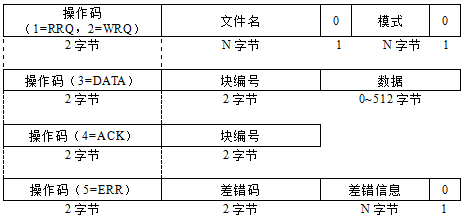 操作码 文件名 0 模式 0
（1=RRQ，2=WRQ）
2字节 N字节 1 N字节 1
操作码（3=DATA） 块编号 数据
2字节 2字节 0~512字节
操作码（4=ACK） 块编号
2字节 2字节
操作码（5=ERR） 差错码 差错信息 0
2字节 2字节 N字节 1